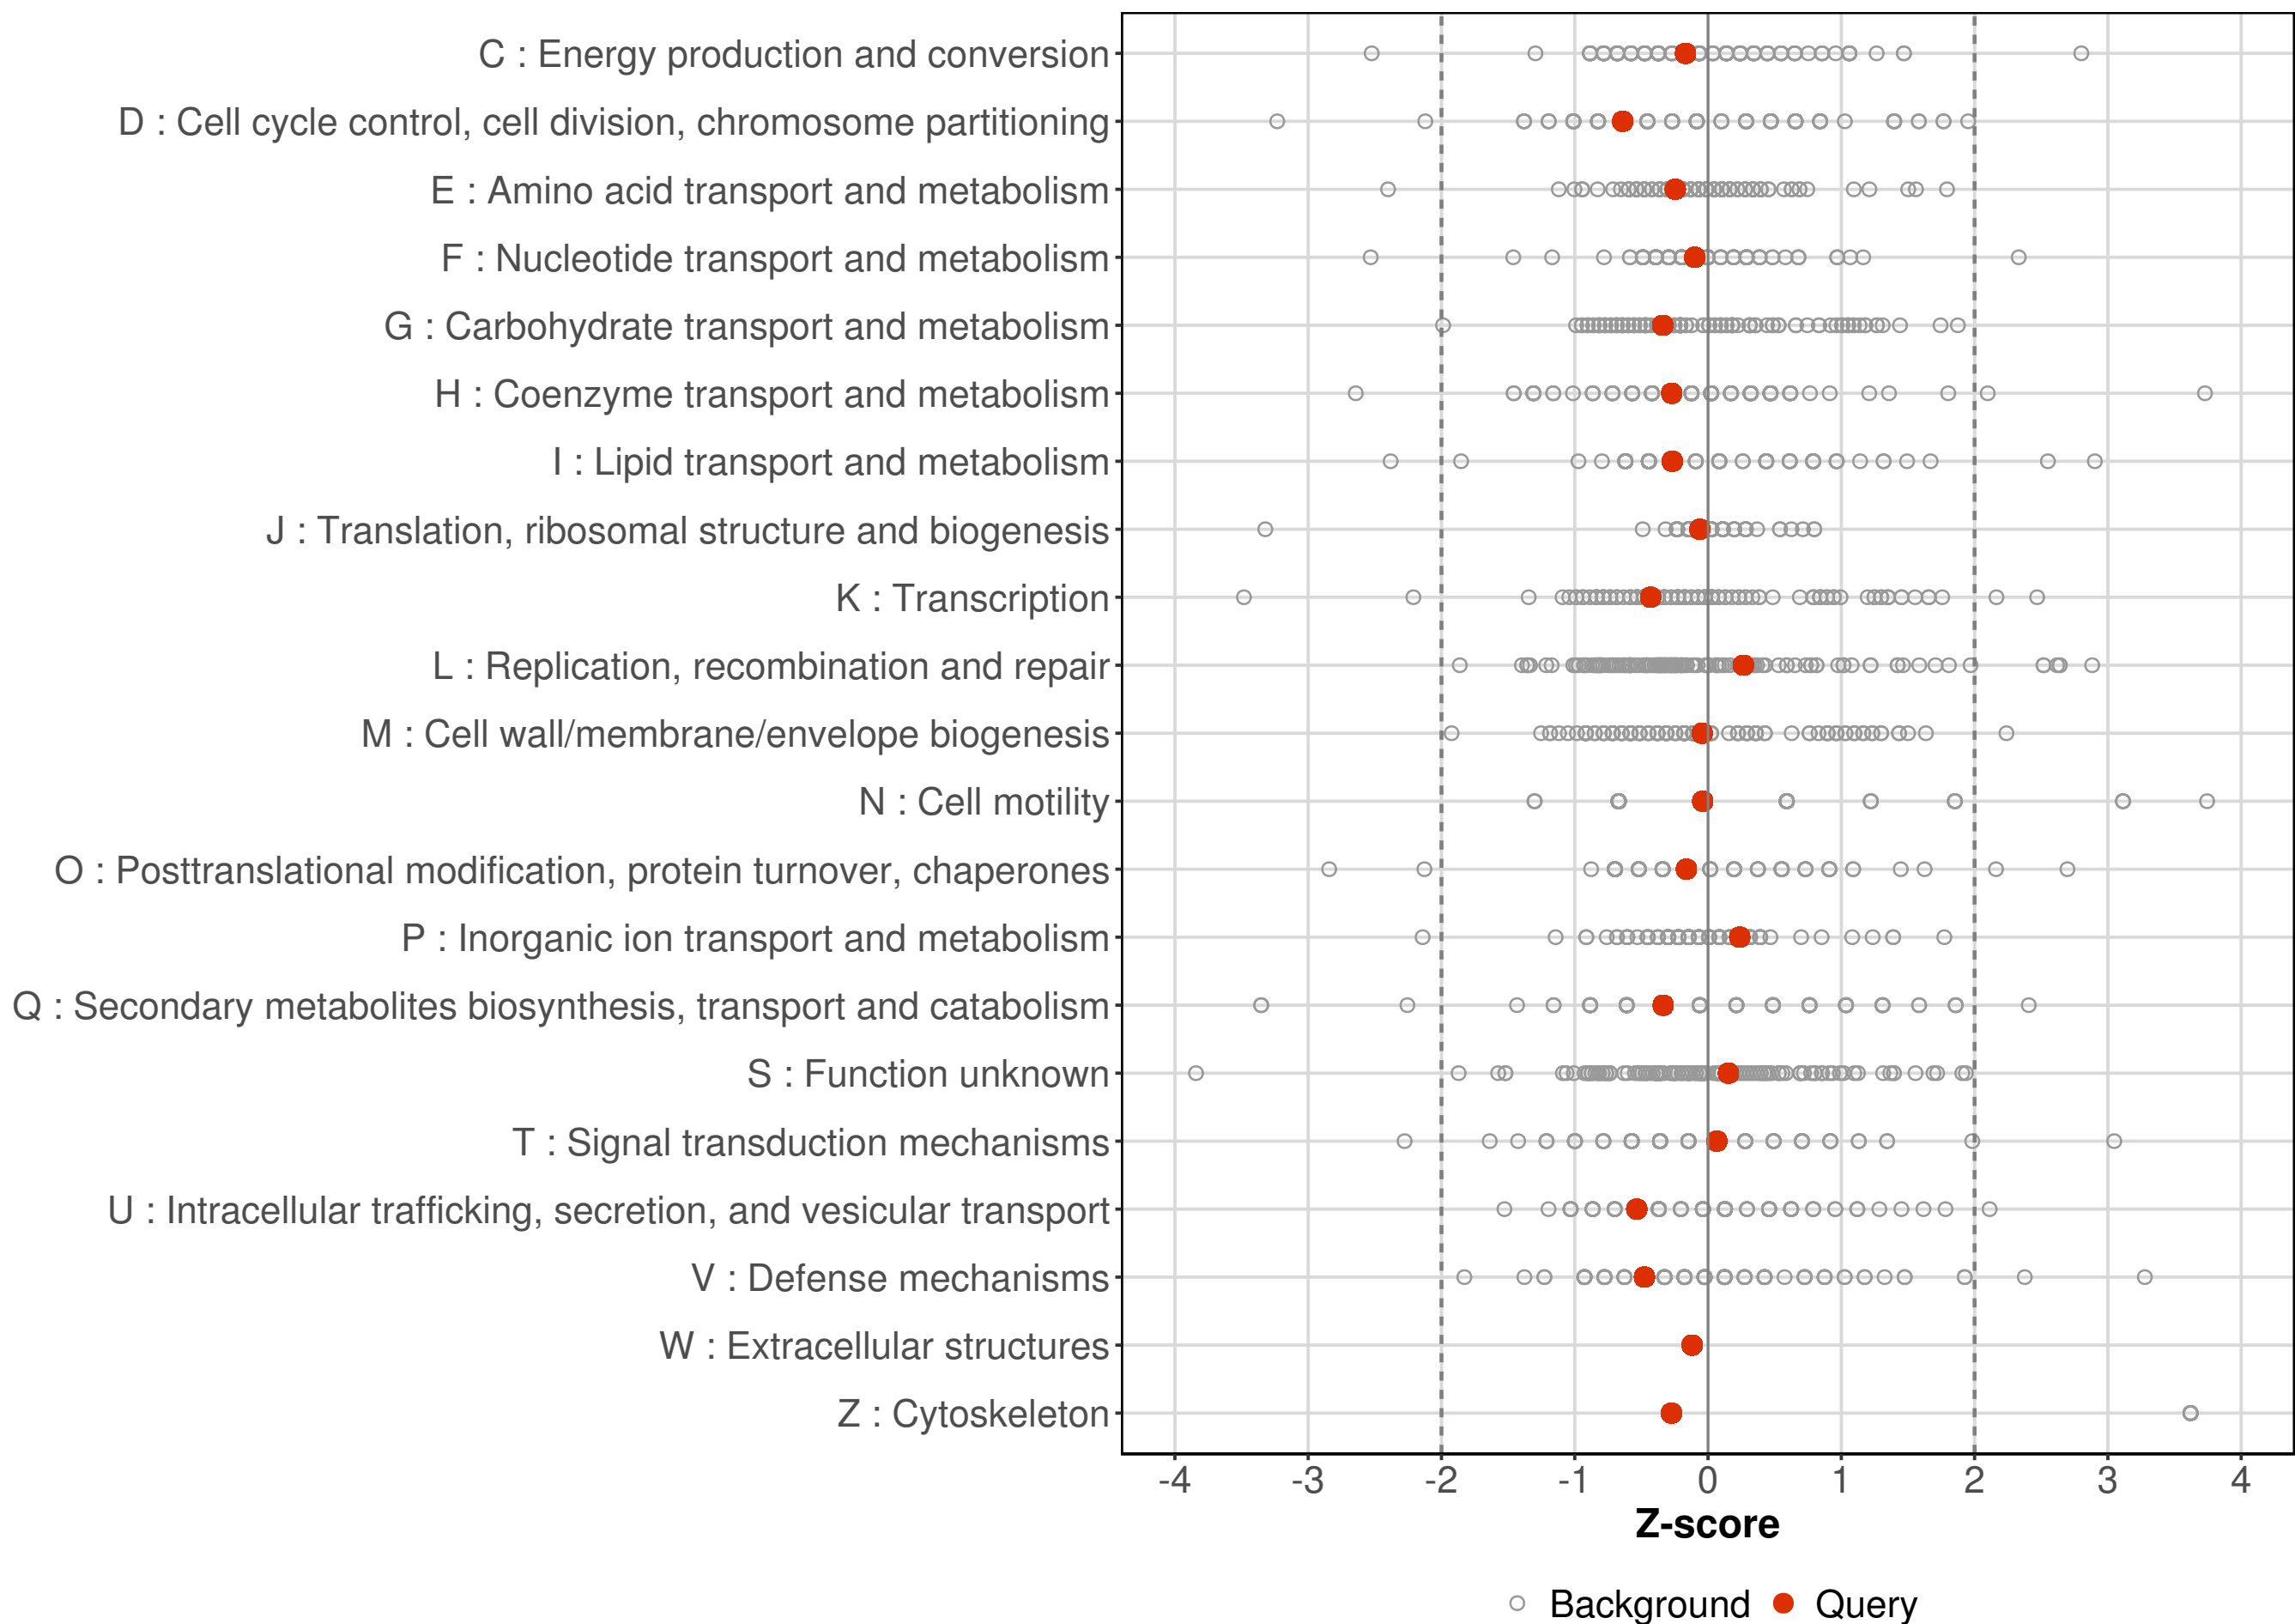 C : Energy production and conversion
D : Cell cycle control, cell division, chromosome partitioning
E : Amino acid transport and metabolism
F : Nucleotide transport and metabolism
G : Carbohydrate transport and metabolism
H : Coenzyme transport and metabolism
I : Lipid transport and metabolism
J : Translation, ribosomal structure and biogenesis
K : Transcription
L : Replication, recombination and repair
M : Cell wall/membrane/envelope biogenesis
N : Cell motility
O : Posttranslational modification, protein turnover, chaperones
P : Inorganic ion transport and metabolism
Q : Secondary metabolites biosynthesis, transport and catabolism
S : Function unknown
T : Signal transduction mechanisms
U : Intracellular trafficking, secretion, and vesicular transport
V : Defense mechanisms
W : Extracellular structures
Z : Cytoskeleton
-4 -3 -2 -1 0 1 2 3 4
Z-score
Background Query